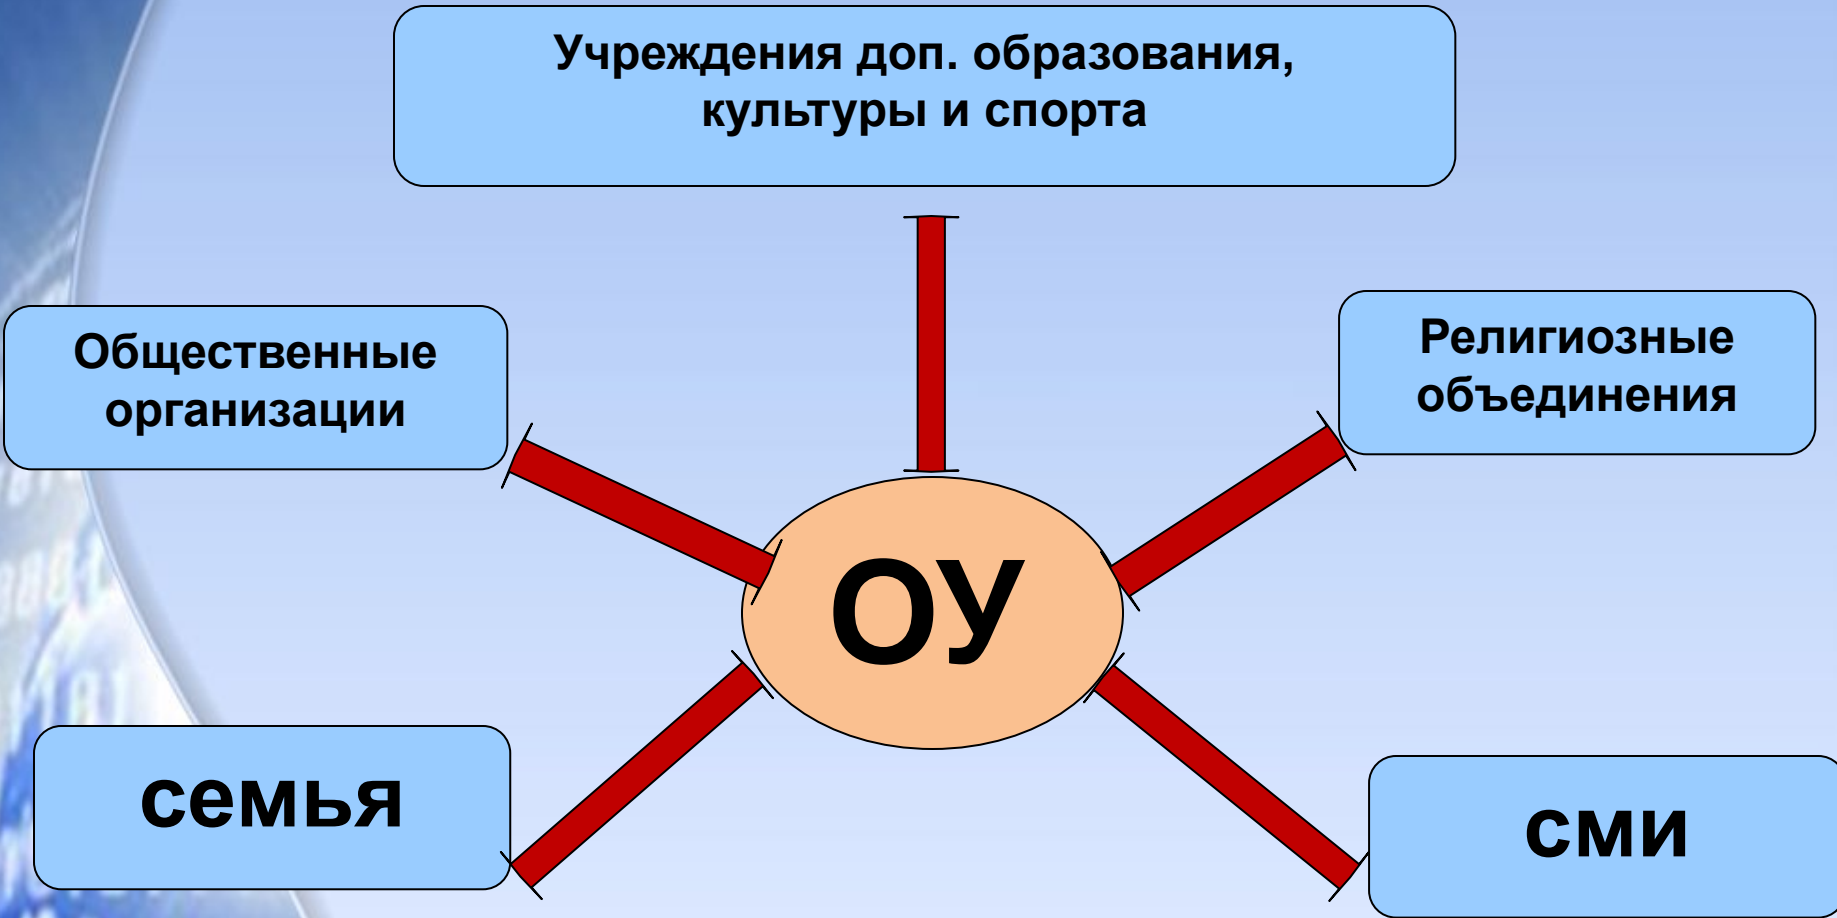 Учреждения доп. образования,
культуры и спорта
Общественные
организации
Религиозные
объединения
ОУ
семья
сми